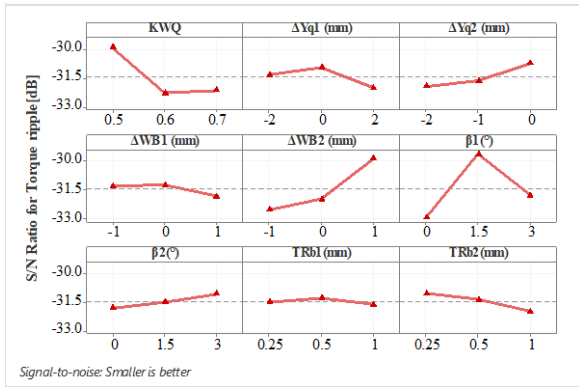 S/N Ratio for Torque ripple[dB]
KWQ ΔYq1 (mm) ΔYq2 (mm)
-30.0
-31.5
-33.0
0.5 0.6 0.7 -2 0 2 -2 -1 0
ΔWB1 (mm) ΔWB2 (mm) β1(°)
-30.0
-31.5
-33.0
-1 0 1 -1 0 1 0 1.5 3
β2(°) TRb1(mm) TRb2(mm)
-30.0
-31.5
-33.0
0 1.5 3 0.25 0.5 1 0.25 0.5 1
Signal-to-noise: Smaller is better